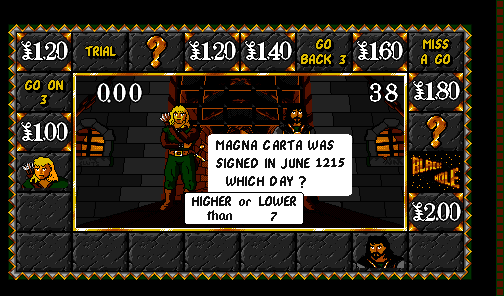 £1.20 TRIAL ? £1.20 £1.40 GO BACK 3 £1.60 MISS A GO
GO ON 3
0.00 38
£1.80
£1.00
?
MAGNA CARTA WAS
SIGNED IN JUNE 1215
WHICH DAY ?
BLACK HOLE
HIGHER or LOWER
than 7
£2.00